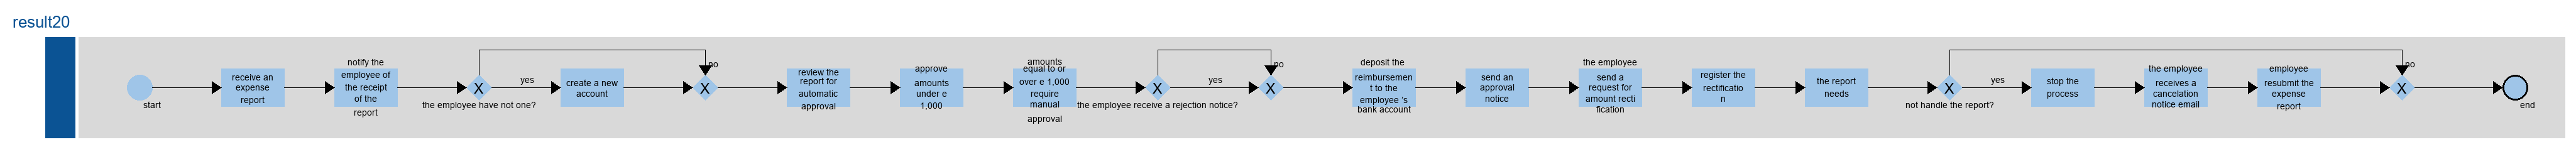 result20
start
receive an
expense
report
notify the
employee of
the receipt
of the
report
X
the employee have not one?
yes
create a new
account
no
X
review the
report for
automatic
approval
approve
amounts
under e
1,000
amounts
equal to or
over e 1,000
require
manual
approval
X
the employee receive a rejection notice?
yes
no
X
deposit the
reimbursemen
t to the
employee 's
bank account
send an
approval
notice
the employee
send a
request for
amount recti
fication
register the
rectificatio
n
the report
needs
X
not handle the report?
yes
stop the
process
the employee
receives a
cancelation
notice email
employee
resubmit the
expense
report
no
X
end